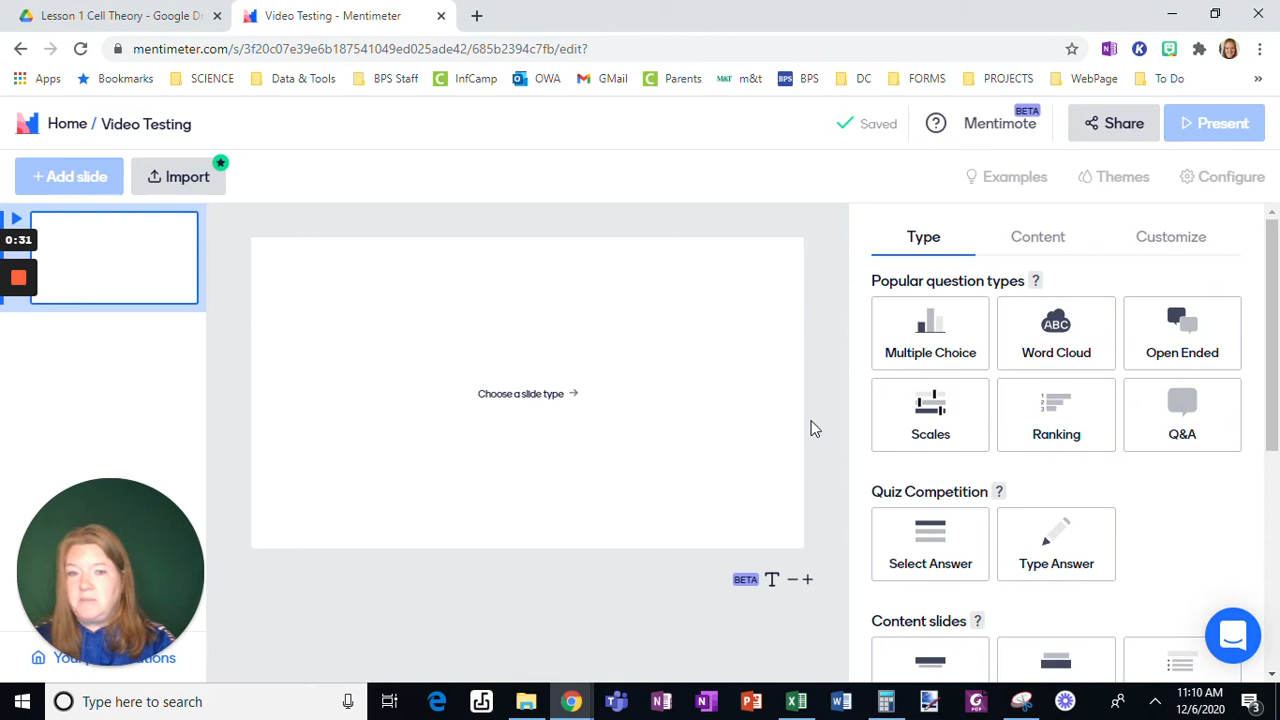 Lesson 1 Cell Theory - Google D
Video Testing - Mentimeter
mentimeter.com/s/3f20c07e39e6b187541049ed025ade42/685b2394c7fb/edit?
Apps Bookmarks SCIENCE Data & Tools BPS Staff InfCamp OWA GMail Parents m&t BPS DC FORMS PROJECTS WebPage To Do »
Home / Video Testing
Saved
BETA
Mentimote
Share
Present
+ Add slide
Import
Examples
Themes
Configure
0:31
Choose a slide type →
BETA T − +
Type Content Customize
Popular question types ?
Multiple Choice
ABC
Word Cloud
Open Ended
Scales
Ranking
Q&A
Quiz Competition ?
Select Answer
Type Answer
Content slides ?
Type here to search
11:10 AM
12/6/2020
3